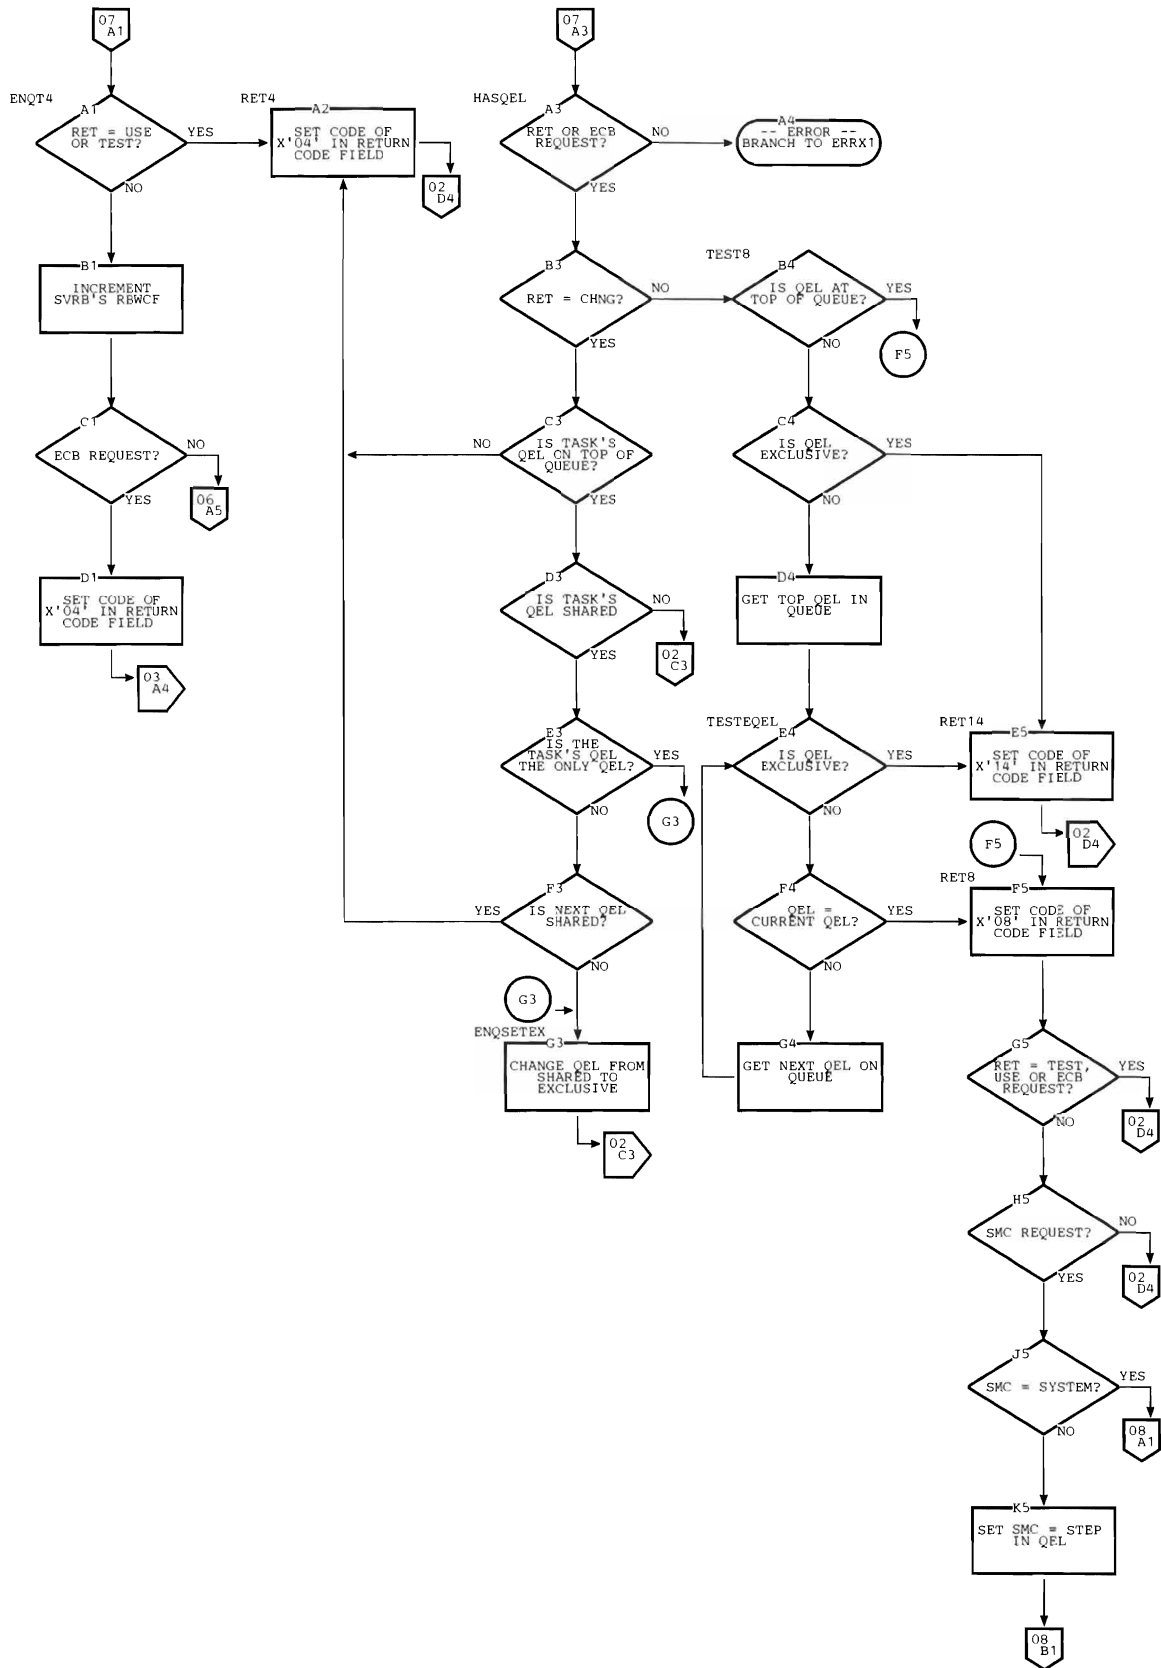 07
A1
ENQT4
A1
RET = USE
OR TEST?
YES
NO
RET4
A2
SET CODE OF
X'04' IN RETURN
CODE FIELD
02
D4
B1
INCREMENT
SVRB'S RBWCF
C1
ECB REQUEST?
NO
YES
06
A5
D1
SET CODE OF
X'04' IN RETURN
CODE FIELD
03
A4
07
A3
HASQEL
A3
RET OR ECB
REQUEST?
NO
YES
A4
-- ERROR --
BRANCH TO ERRX1
B3
RET = CHNG?
NO
YES
C3
IS TASK'S
QEL ON TOP OF
QUEUE?
NO
YES
D3
IS TASK'S
QEL SHARED
NO
YES
02
C3
E3
IS THE
TASK'S QEL
THE ONLY QEL?
YES
NO
G3
F3
IS NEXT QEL
SHARED?
YES
NO
G3
ENQSETEX
G3
CHANGE QEL FROM
SHARED TO
EXCLUSIVE
02
C3
TEST8
B4
IS QEL AT
TOP OF QUEUE?
YES
NO
F5
C4
IS QEL
EXCLUSIVE?
YES
NO
D4
GET TOP QEL IN
QUEUE
TESTEQEL
E4
IS QEL
EXCLUSIVE?
YES
NO
F4
QEL =
CURRENT QEL?
YES
NO
G4
GET NEXT QEL ON
QUEUE
RET14
E5
SET CODE OF
X'14' IN RETURN
CODE FIELD
02
D4
F5
RET8
F5
SET CODE OF
X'08' IN RETURN
CODE FIELD
G5
RET = TEST,
USE OR ECB
REQUEST?
YES
NO
02
D4
H5
SMC REQUEST?
NO
YES
02
D4
J5
SMC = SYSTEM?
YES
NO
08
A1
K5
SET SMC = STEP
IN QEL
08
B1